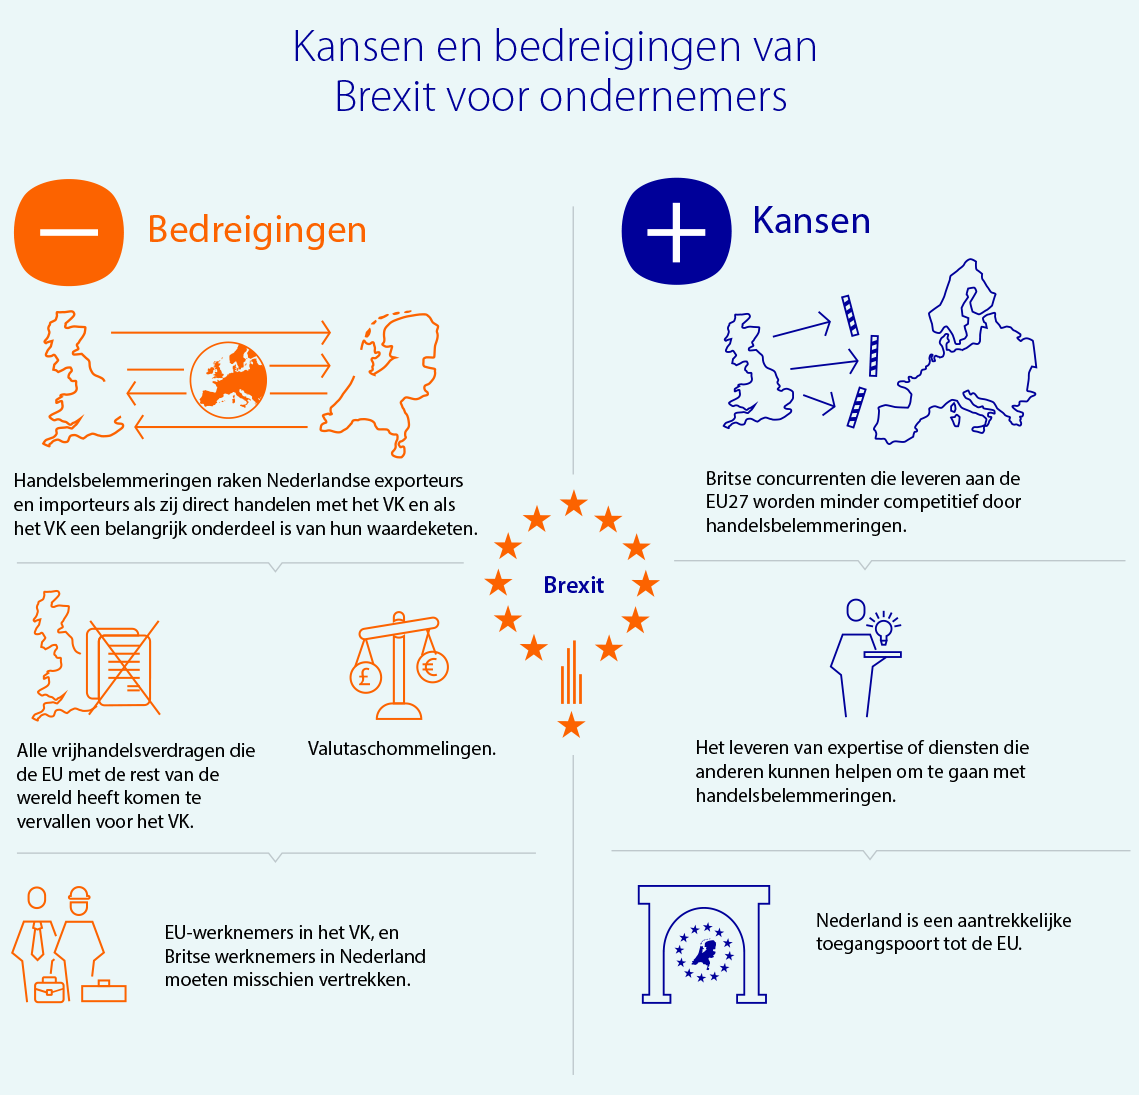 Kansen en bedreigingen van
Brexit voor ondernemers
Bedreigingen
Handelsbelemmeringen raken Nederlandse exporteurs
en importeurs als zij direct handelen met het VK en als
het VK een belangrijk onderdeel is van hun waardeketen.
£
€
Alle vrijhandelsverdragen die
de EU met de rest van de
wereld heeft komen te
vervallen voor het VK.
Valutaschommelingen.
EU-werknemers in het VK, en
Britse werknemers in Nederland
moeten misschien vertrekken.
Brexit
Kansen
Britse concurrenten die leveren aan de
EU27 worden minder competitief door
handelsbelemmeringen.
Het leveren van expertise of diensten die
anderen kunnen helpen om te gaan met
handelsbelemmeringen.
Nederland is een aantrekkelijke
toegangspoort tot de EU.